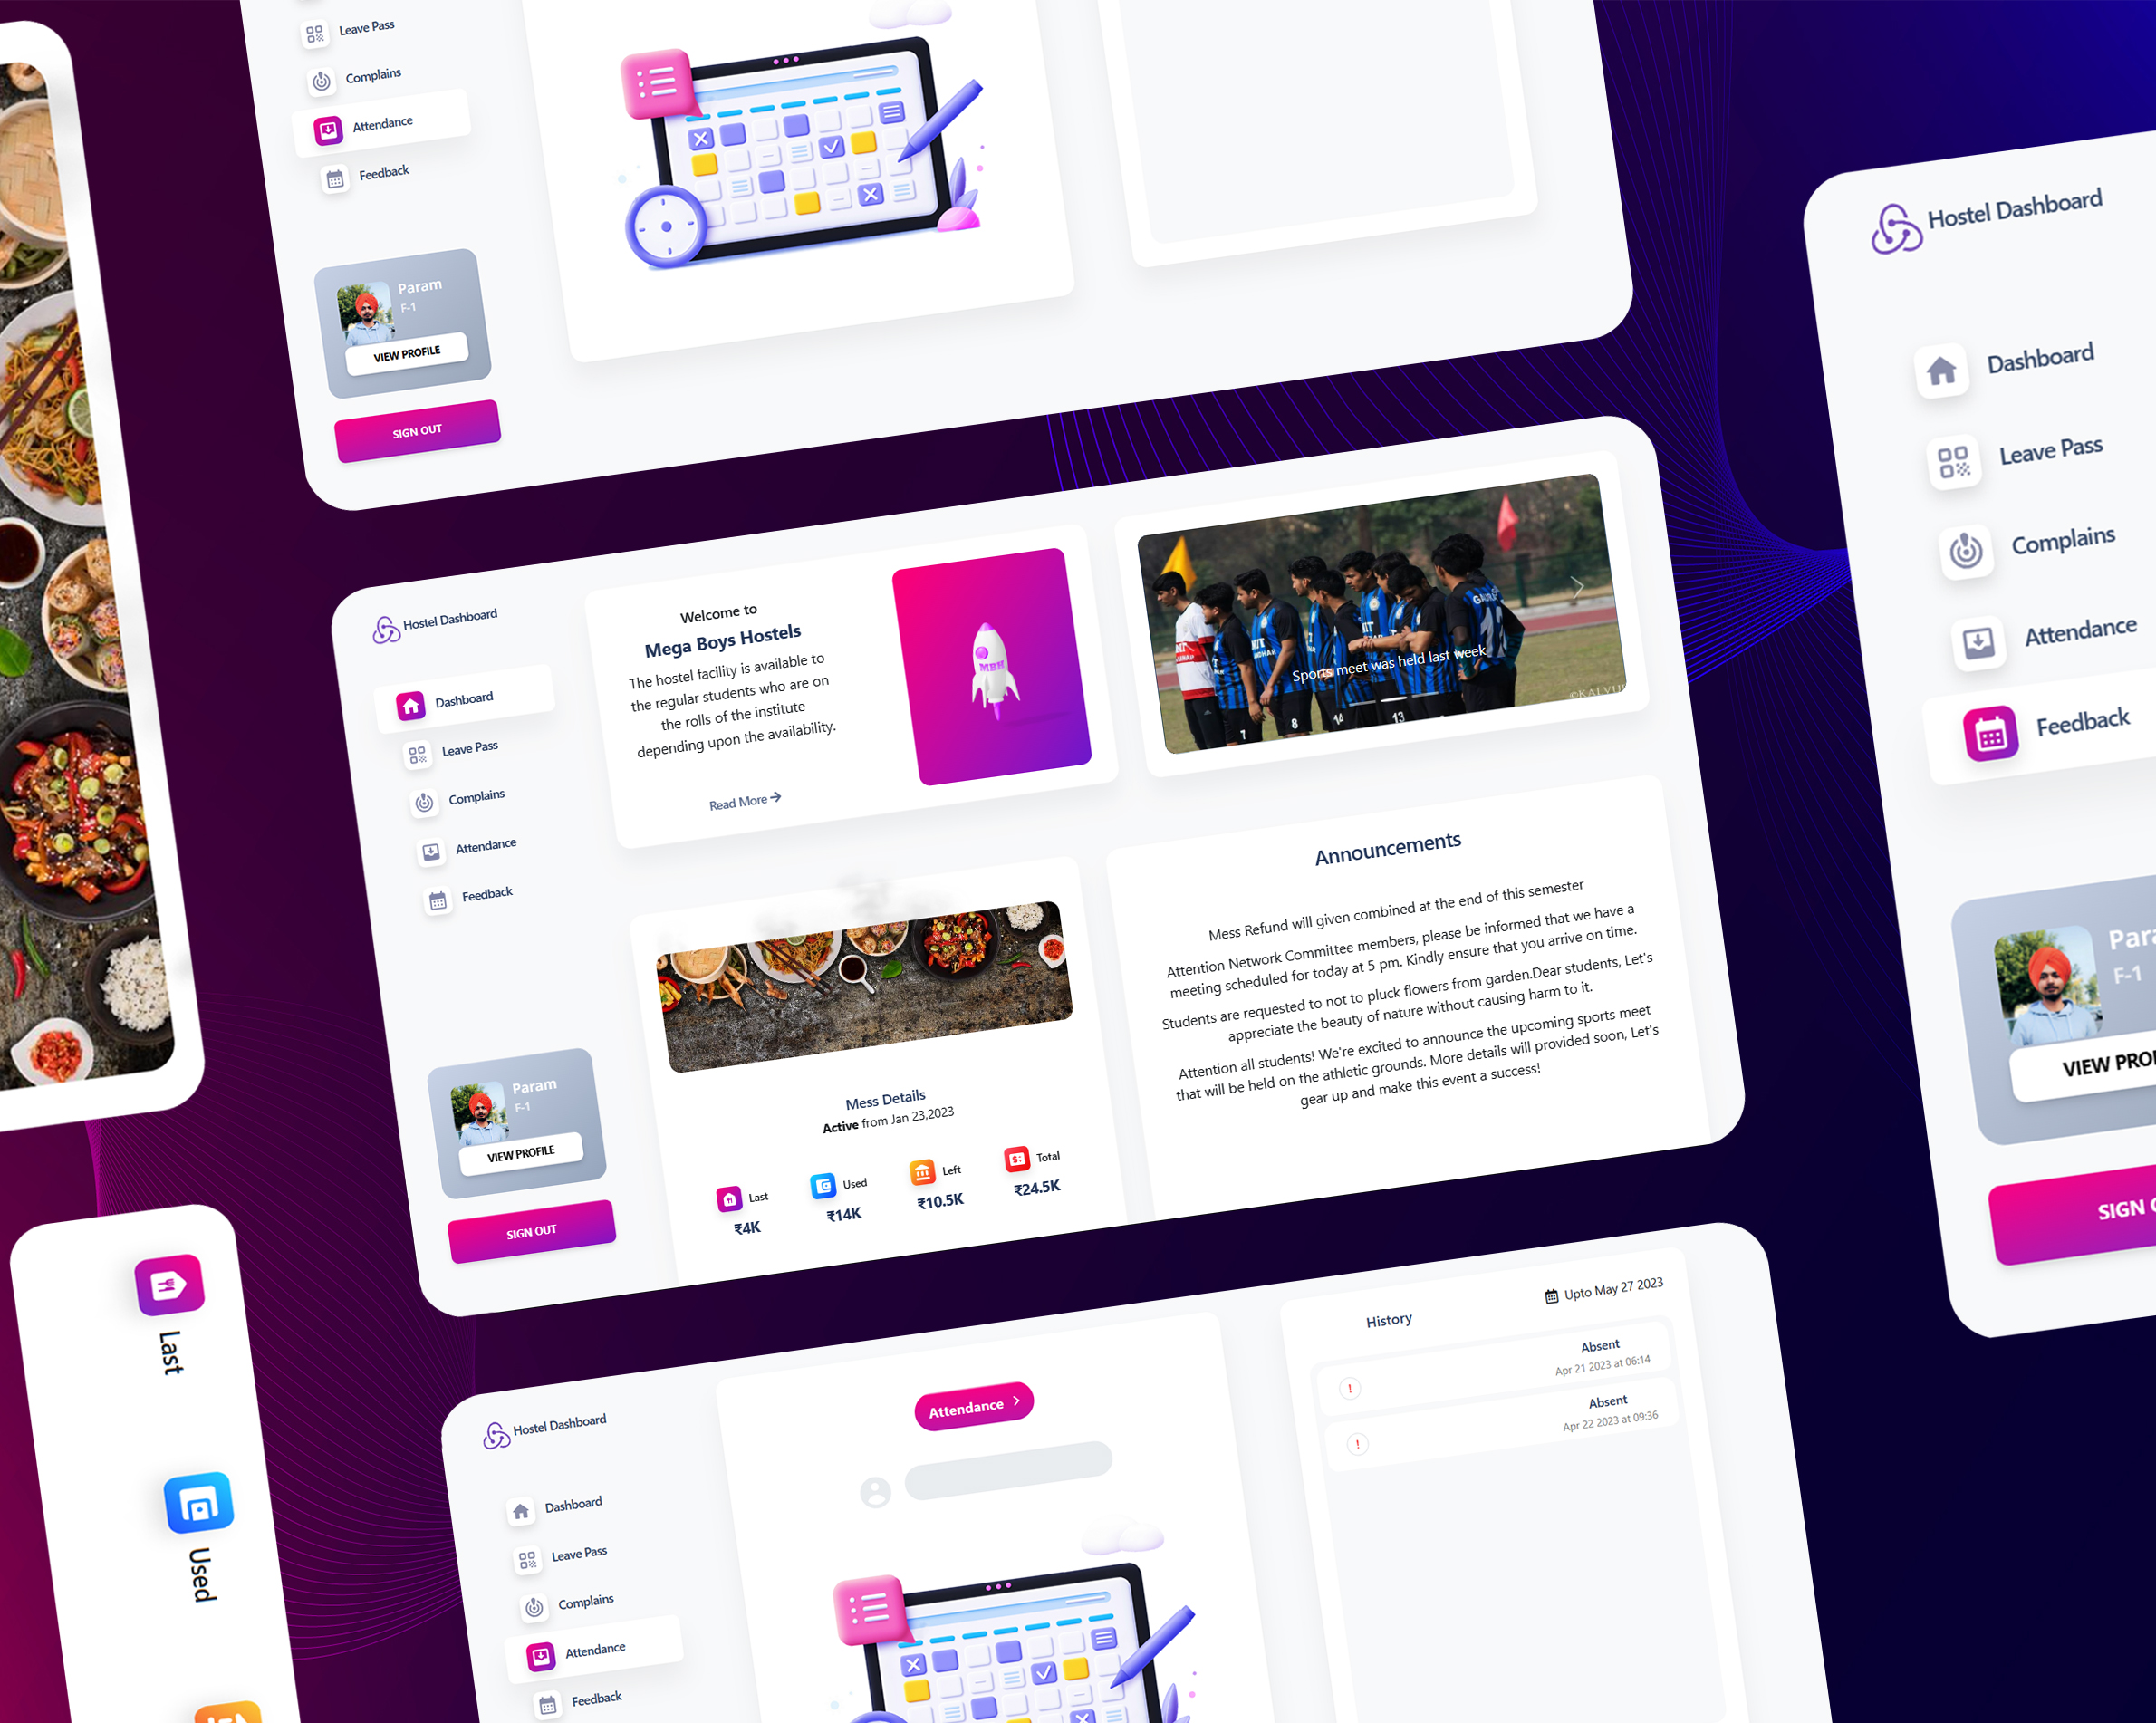 Leave Pass
Complains
Attendance
Feedback
Param
F-1
VIEW PROFILE
SIGN OUT
Hostel Dashboard
Dashboard
Leave Pass
Complains
Attendance
Feedback
Param
F-1
VIEW PROFILE
SIGN OUT
Welcome to
Mega Boys Hostels
The hostel facility is available to
the regular students who are on
the rolls of the institute
depending upon the availability.
Read More
MBH
Sports meet was held last week
7
8
14
13
Mess Details
Active from Jan 23,2023
Last
₹4K
Used
₹14K
Left
₹10.5K
Total
₹24.5K
Announcements
Mess Refund will given combined at the end of this semester
Attention Network Committee members, please be informed that we have a
meeting scheduled for today at 5 pm. Kindly ensure that you arrive on time.
Students are requested to not to pluck flowers from garden.Dear students, Let's
appreciate the beauty of nature without causing harm to it.
Attention all students! We're excited to announce the upcoming sports meet
that will be held on the athletic grounds. More details will provided soon, Let's
gear up and make this event a success!
Hostel Dashboard
Dashboard
Leave Pass
Complains
Attendance
Feedback
F-1
VIEW
SIGN
Last
Used
Hostel Dashboard
Dashboard
Leave Pass
Complains
Attendance
Feedback
Attendance
History
Upto May 27 2023
Absent
Apr 21 2023 at 06:14
Absent
Apr 22 2023 at 09:36